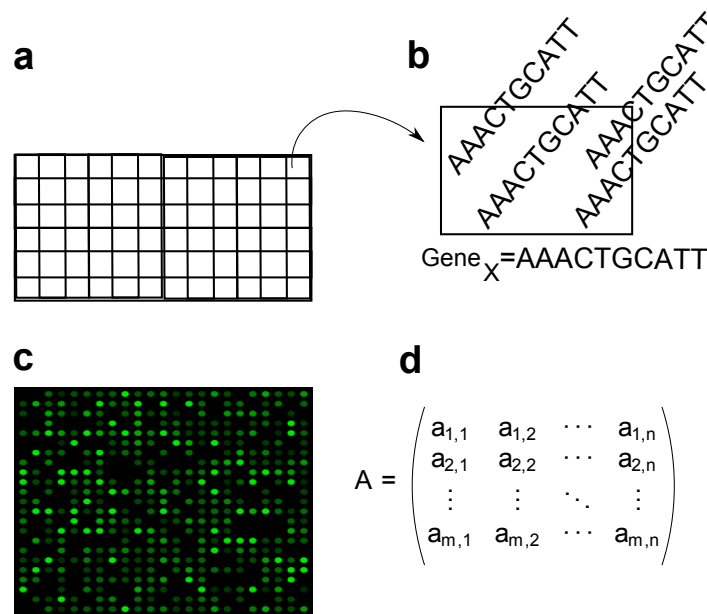 a
b
AAACTGCATT
AAACTGCATT
AAACTGCATT
AAACTGCATT
Gene X=AAACTGCATT
c
d
A =
a1,1 a1,2 ··· a1,n
a2,1 a2,2 ··· a2,n
⋮ ⋮ ⋱ ⋮
am,1 am,2 ··· am,n